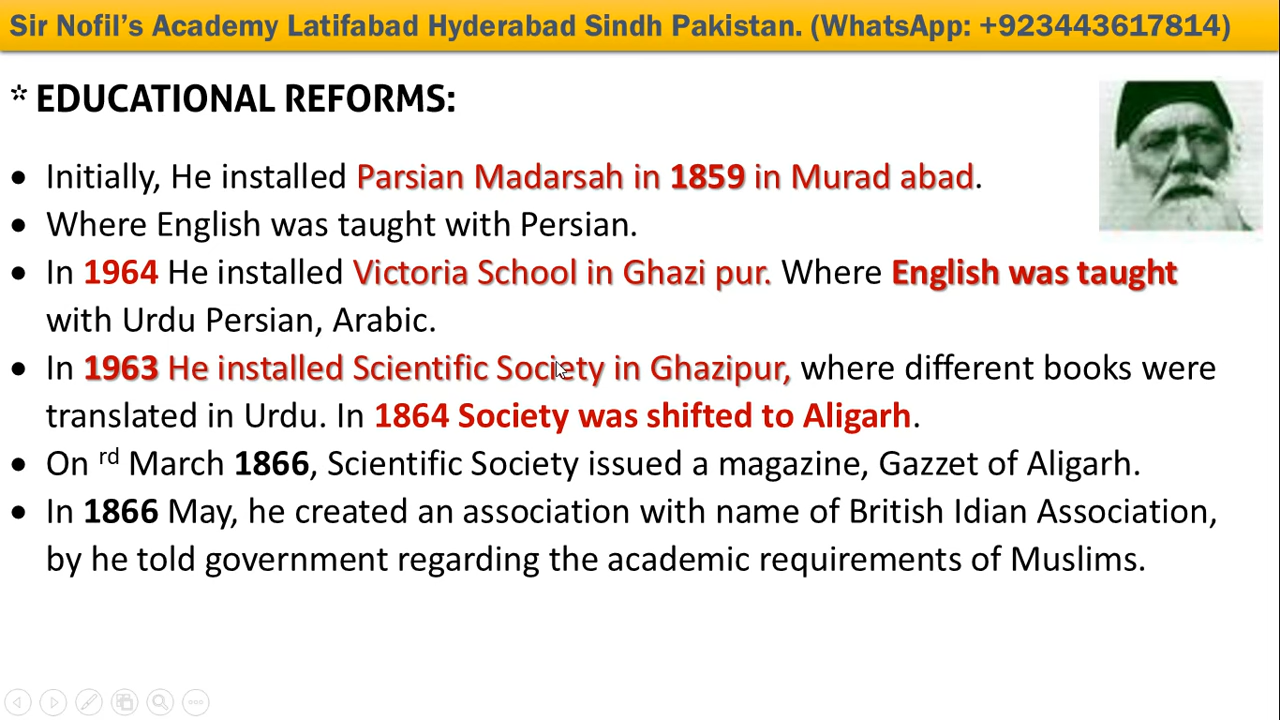 Sir Nofil’s Academy Latifabad Hyderabad Sindh Pakistan. (WhatsApp: +923443617814)
* EDUCATIONAL REFORMS:
• Initially, He installed Parsian Madarsah in 1859 in Murad abad.
• Where English was taught with Persian.
• In 1964 He installed Victoria School in Ghazi pur. Where English was taught
with Urdu Persian, Arabic.
• In 1963 He installed Scientific Society in Ghazipur, where different books were
translated in Urdu. In 1864 Society was shifted to Aligarh.
• On rd March 1866, Scientific Society issued a magazine, Gazzet of Aligarh.
• In 1866 May, he created an association with name of British Idian Association,
by he told government regarding the academic requirements of Muslims.